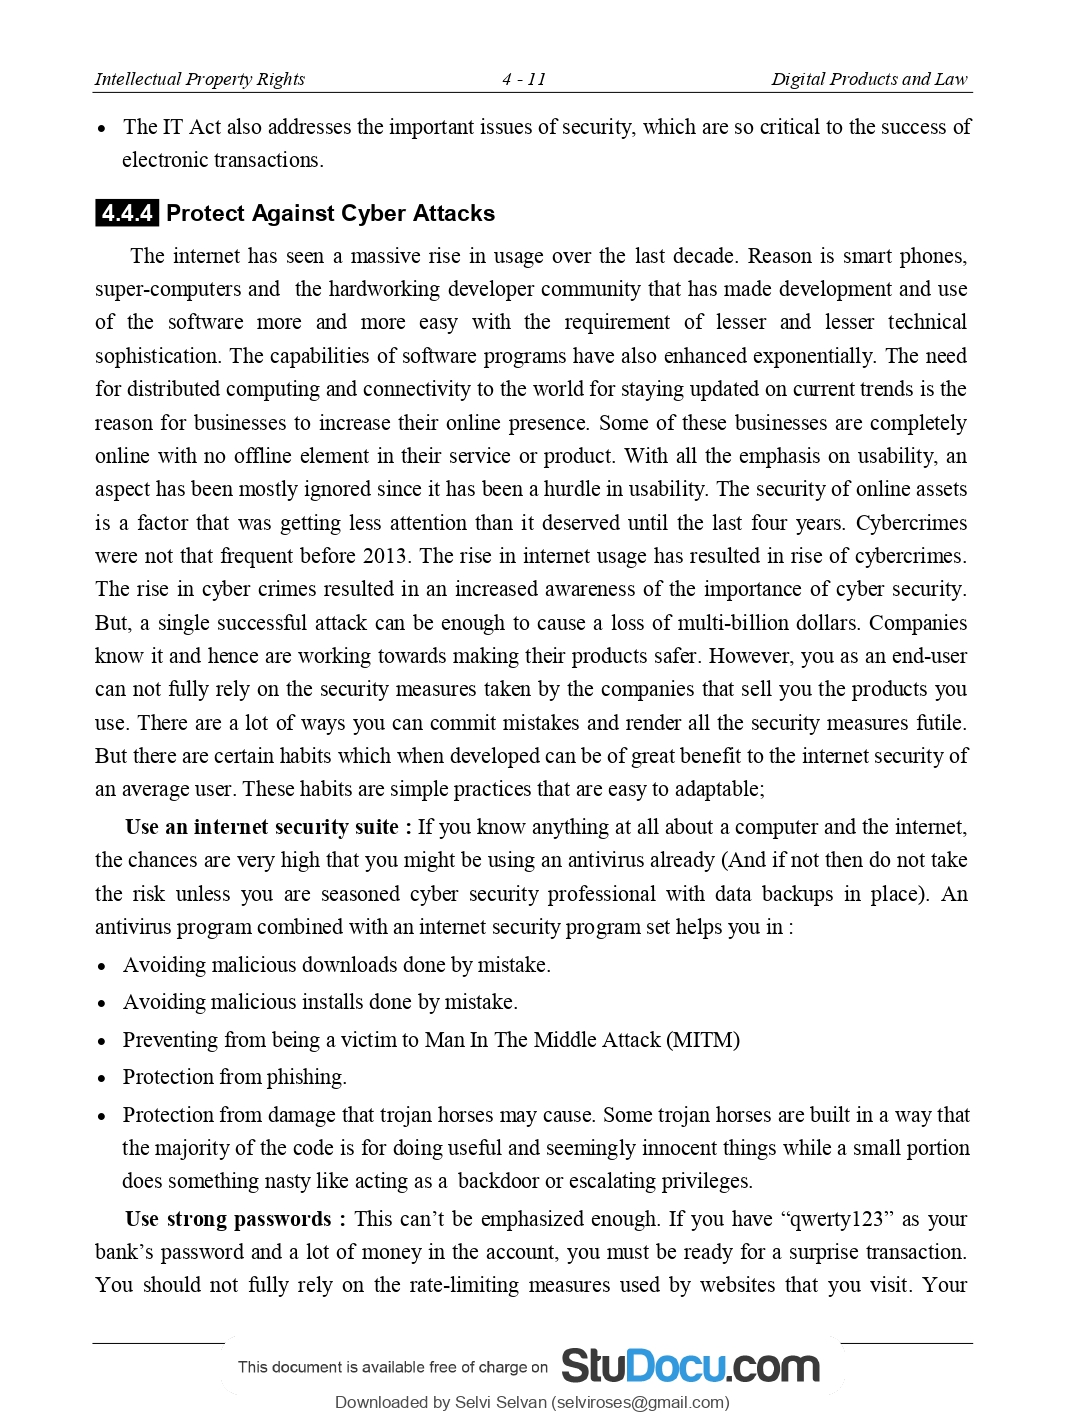 Intellectual Property Rights 4 - 11 Digital Products and Law
• The IT Act also addresses the important issues of security, which are so critical to the success of
electronic transactions.
4.4.4 Protect Against Cyber Attacks
The internet has seen a massive rise in usage over the last decade. Reason is smart phones,
super-computers and the hardworking developer community that has made development and use
of the software more and more easy with the requirement of lesser and lesser technical
sophistication. The capabilities of software programs have also enhanced exponentially. The need
for distributed computing and connectivity to the world for staying updated on current trends is the
reason for businesses to increase their online presence. Some of these businesses are completely
online with no offline element in their service or product. With all the emphasis on usability, an
aspect has been mostly ignored since it has been a hurdle in usability. The security of online assets
is a factor that was getting less attention than it deserved until the last four years. Cybercrimes
were not that frequent before 2013. The rise in internet usage has resulted in rise of cybercrimes.
The rise in cyber crimes resulted in an increased awareness of the importance of cyber security.
But, a single successful attack can be enough to cause a loss of multi-billion dollars. Companies
know it and hence are working towards making their products safer. However, you as an end-user
can not fully rely on the security measures taken by the companies that sell you the products you
use. There are a lot of ways you can commit mistakes and render all the security measures futile.
But there are certain habits which when developed can be of great benefit to the internet security of
an average user. These habits are simple practices that are easy to adaptable;
Use an internet security suite : If you know anything at all about a computer and the internet,
the chances are very high that you might be using an antivirus already (And if not then do not take
the risk unless you are seasoned cyber security professional with data backups in place). An
antivirus program combined with an internet security program set helps you in :
• Avoiding malicious downloads done by mistake.
• Avoiding malicious installs done by mistake.
• Preventing from being a victim to Man In The Middle Attack (MITM)
• Protection from phishing.
• Protection from damage that trojan horses may cause. Some trojan horses are built in a way that
the majority of the code is for doing useful and seemingly innocent things while a small portion
does something nasty like acting as a backdoor or escalating privileges.
Use strong passwords : This can’t be emphasized enough. If you have “qwerty123” as your
bank’s password and a lot of money in the account, you must be ready for a surprise transaction.
You should not fully rely on the rate-limiting measures used by websites that you visit. Your
This document is available free of charge on StuDocu.com
Downloaded by Selvi Selvan (selviroses@gmail.com)